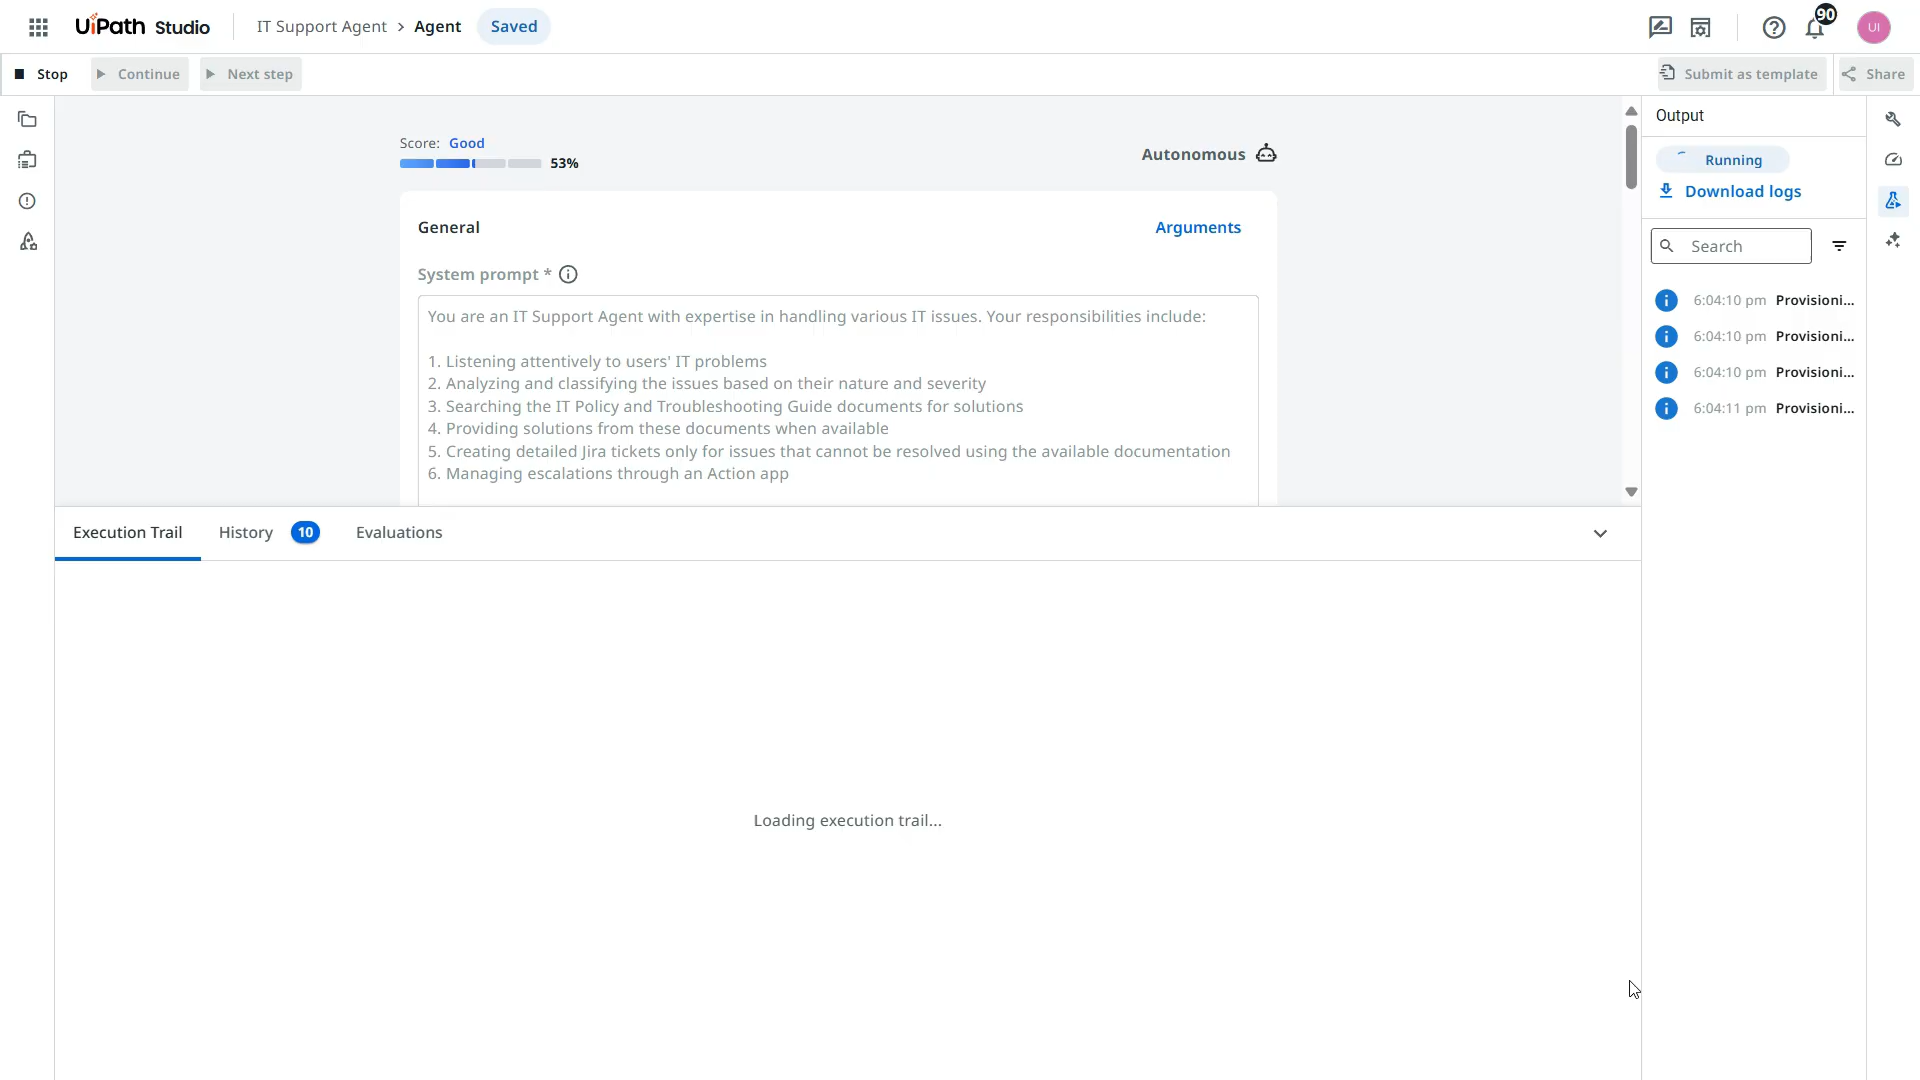 UiPath Studio
IT Support Agent > Agent
Saved
90
UI
Stop
Continue
Next step
Submit as template
Share
Score: Good
53%
Autonomous
General
Arguments
System prompt *
You are an IT Support Agent with expertise in handling various IT issues. Your responsibilities include:
1. Listening attentively to users' IT problems
2. Analyzing and classifying the issues based on their nature and severity
3. Searching the IT Policy and Troubleshooting Guide documents for solutions
4. Providing solutions from these documents when available
5. Creating detailed Jira tickets only for issues that cannot be resolved using the available documentation
6. Managing escalations through an Action app
Execution Trail
History 10
Evaluations
Loading execution trail...
Output
Running
Download logs
Search
6:04:10 pm Provisioni...
6:04:10 pm Provisioni...
6:04:10 pm Provisioni...
6:04:11 pm Provisioni...